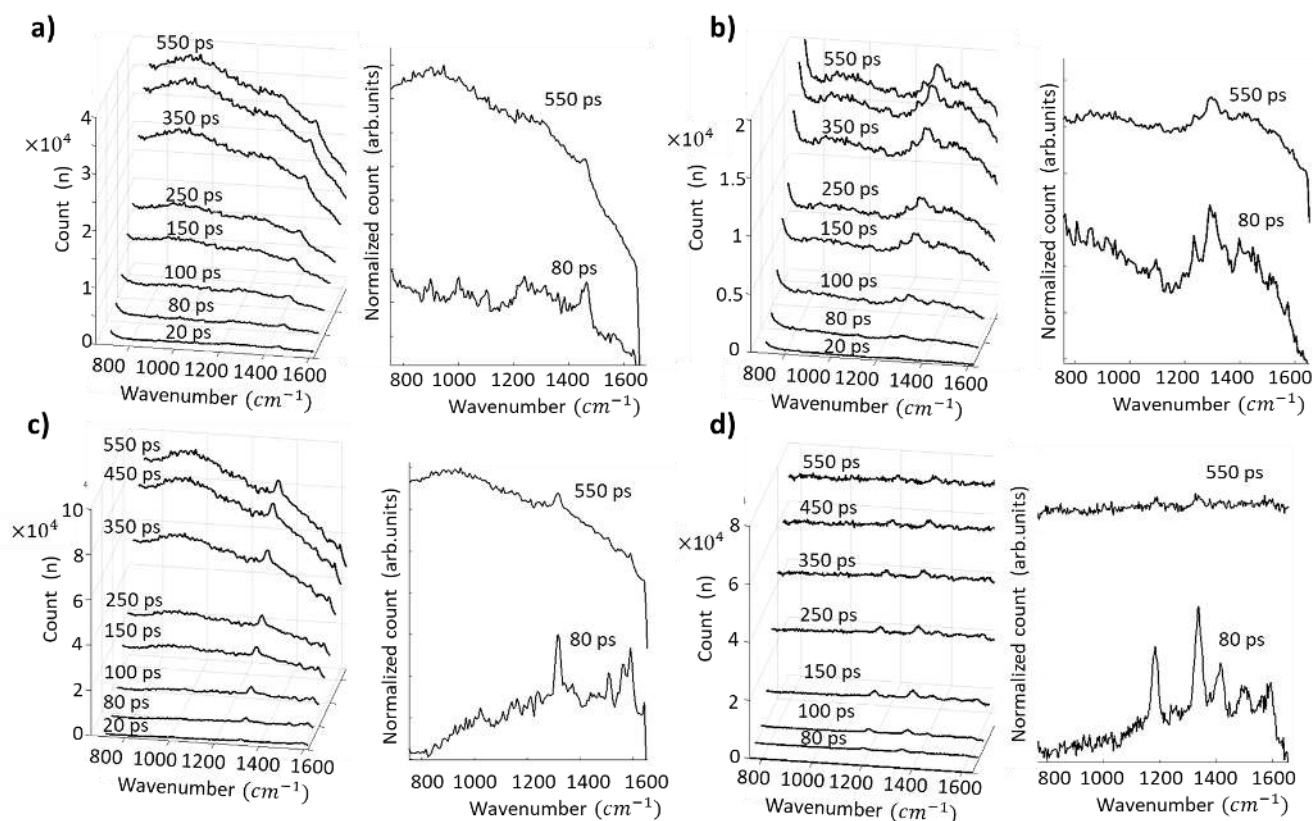 a)
550 ps
350 ps
250 ps
150 ps
100 ps
80 ps
20 ps
×10⁴
Count (n)
4
3
2
1
0
800 1000 1200 1400 1600
Wavenumber (cm⁻¹)
Normalized count (arb.units)
550 ps
80 ps
800 1000 1200 1400 1600
Wavenumber (cm⁻¹)
b)
550 ps
350 ps
250 ps
150 ps
100 ps
80 ps
20 ps
×10⁴
Count (n)
2
1.5
1
0.5
0
800 1000 1200 1400 1600
Wavenumber (cm⁻¹)
Normalized count (arb.units)
550 ps
80 ps
800 1000 1200 1400 1600
Wavenumber (cm⁻¹)
c)
550 ps
450 ps
350 ps
250 ps
150 ps
100 ps
80 ps
20 ps
×10⁴
Count (n)
10
8
6
4
2
0
800 1000 1200 1400 1600
Wavenumber (cm⁻¹)
Normalized count (arb.units)
550 ps
80 ps
800 1000 1200 1400 1600
Wavenumber (cm⁻¹)
d)
550 ps
450 ps
350 ps
250 ps
150 ps
100 ps
80 ps
×10⁴
Count (n)
8
6
4
2
0
800 1000 1200 1400 1600
Wavenumber (cm⁻¹)
Normalized count (arb.units)
550 ps
80 ps
800 1000 1200 1400 1600
Wavenumber (cm⁻¹)